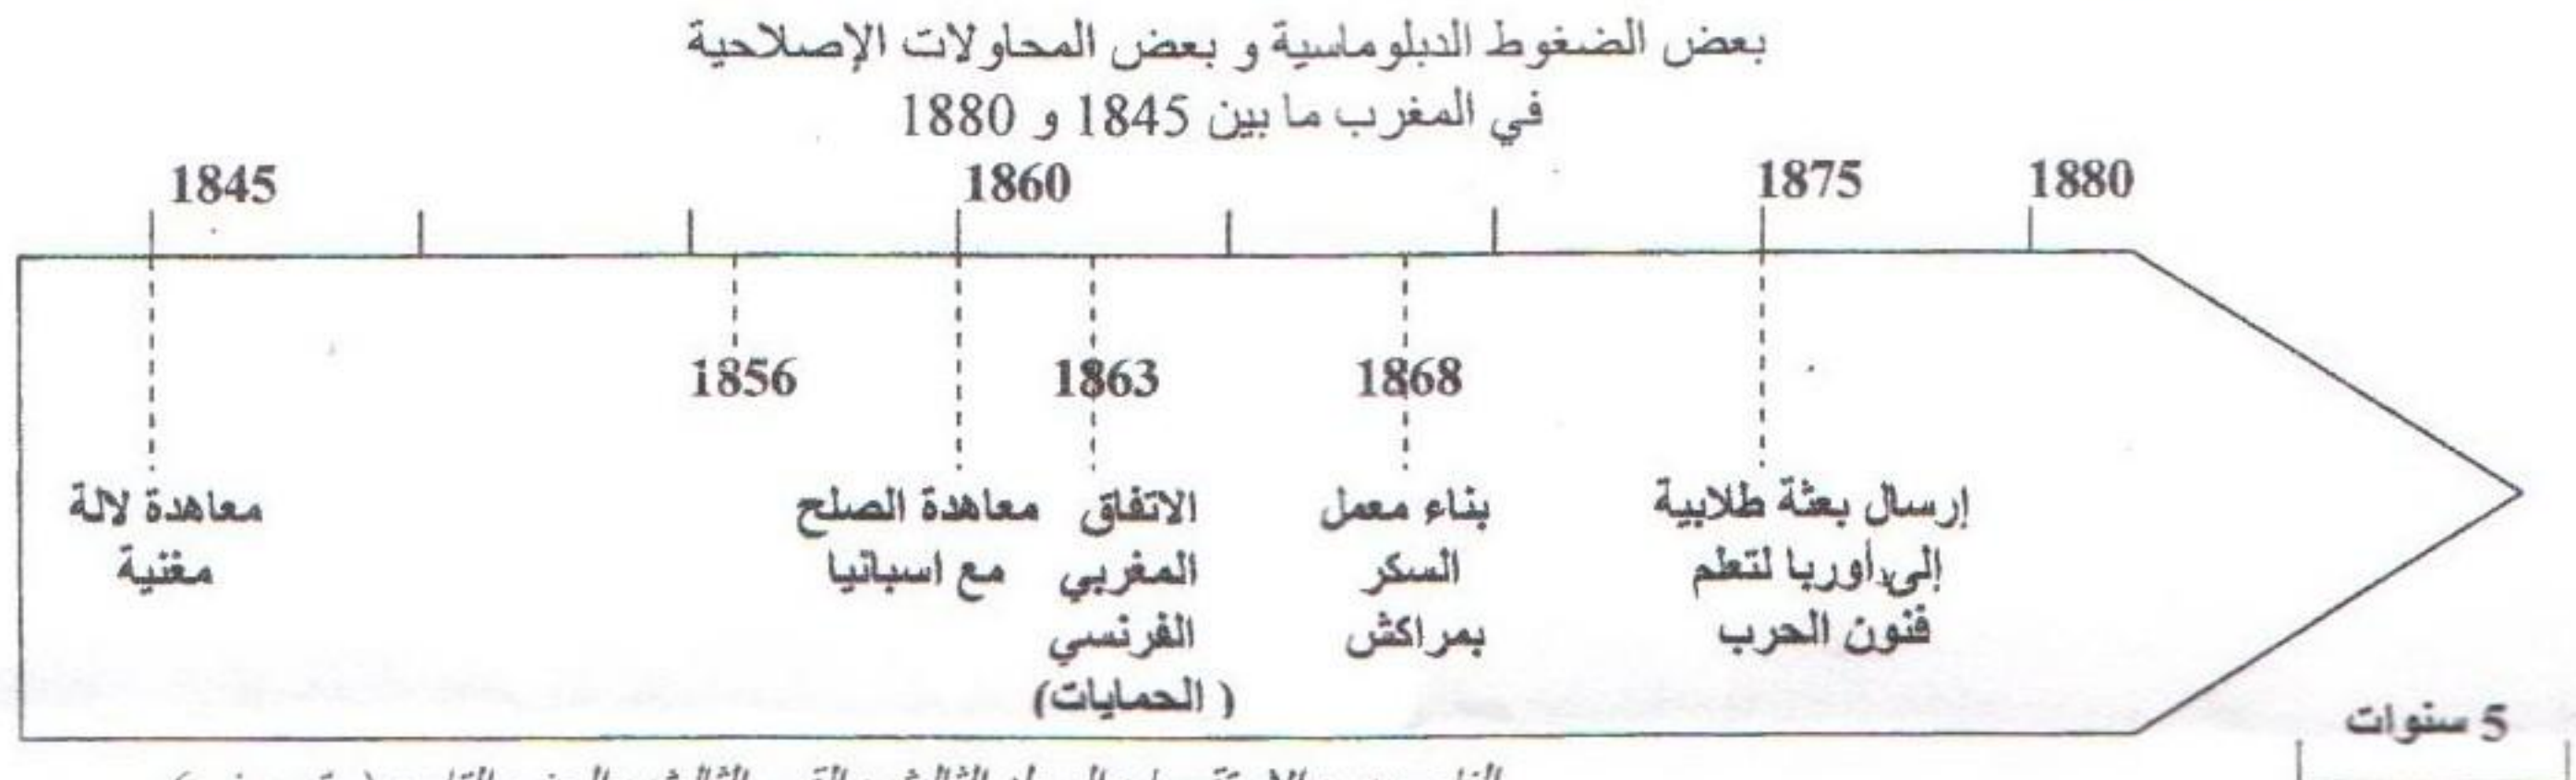 بعض الضغوط الدبلوماسية و بعض المحاولات الإصلاحية
في المغرب ما بين 1845 و 1880
1845
1860
1875
1880
1856
1863
1868
معاهدة لالة
مغنية
معاهدة الصلح
مع اسبانيا
الاتفاق
المغربي
الفرنسي
( الحمايات)
بناء معمل
السكر
بمراكش
إرسال بعثة طلابية
إلى أوربا لتعلم
فنون الحرب
5 سنوات